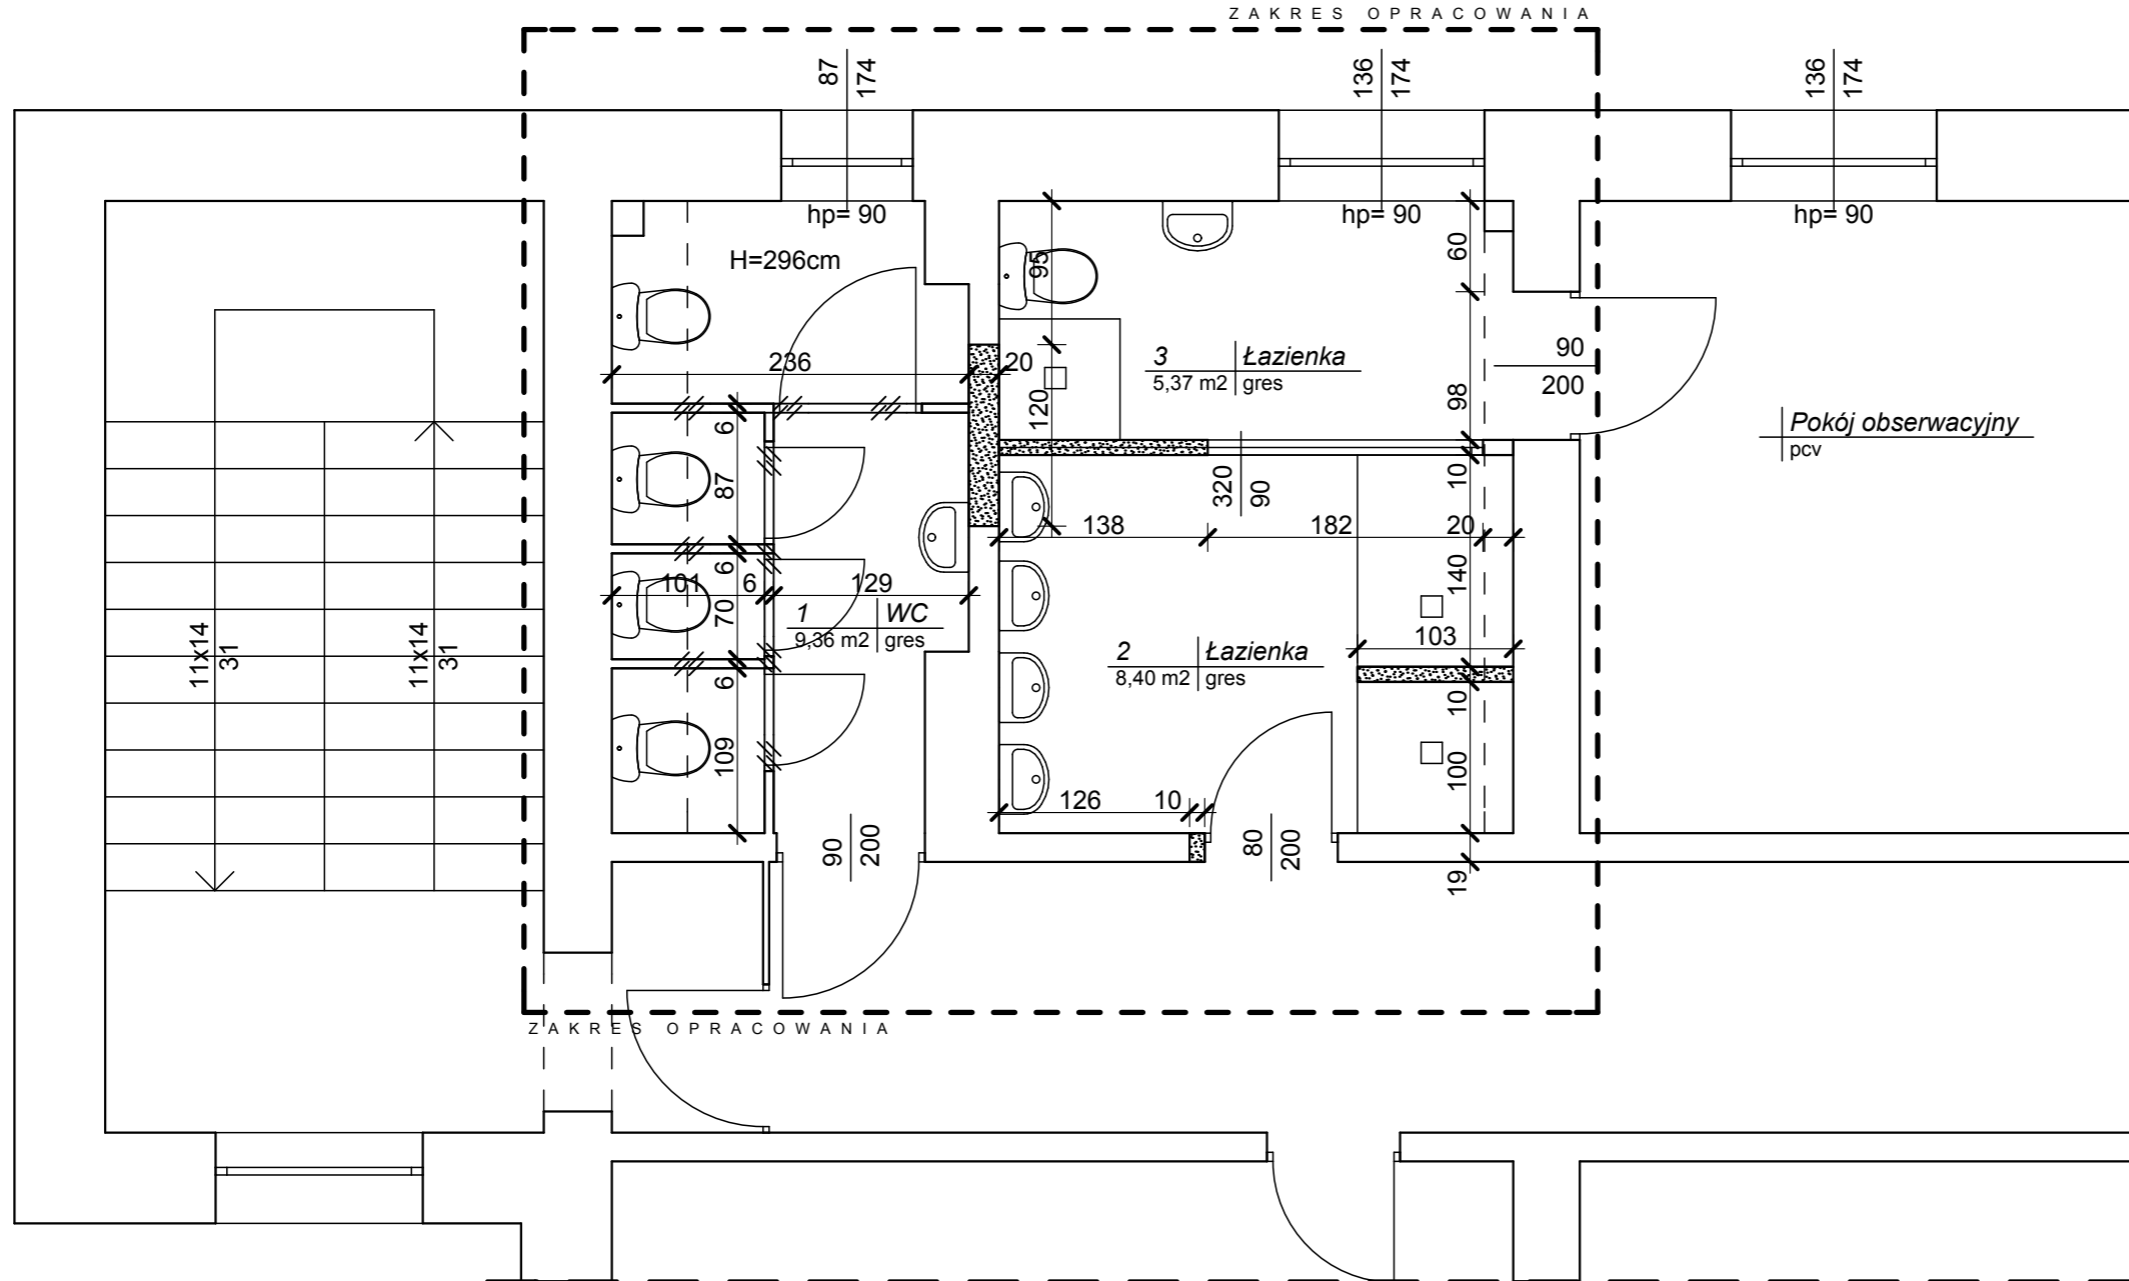 ZAKRES OPRACOWANIA
87
174
136
174
136
174
hp= 90
hp= 90
hp= 90
H=296cm
95
60
236
20
3 Łazienka
5,37 m2 gres
90
200
120
98
Pokój obserwacyjny
pcv
6
87
320
90
10
138
182
20
6
101
6
129
70
140
1 WC
9,36 m2 gres
103
11x14
31
11x14
31
2 Łazienka
8,40 m2 gres
6
10
109
100
126
10
90
200
80
200
19
ZAKRES OPRACOWANIA